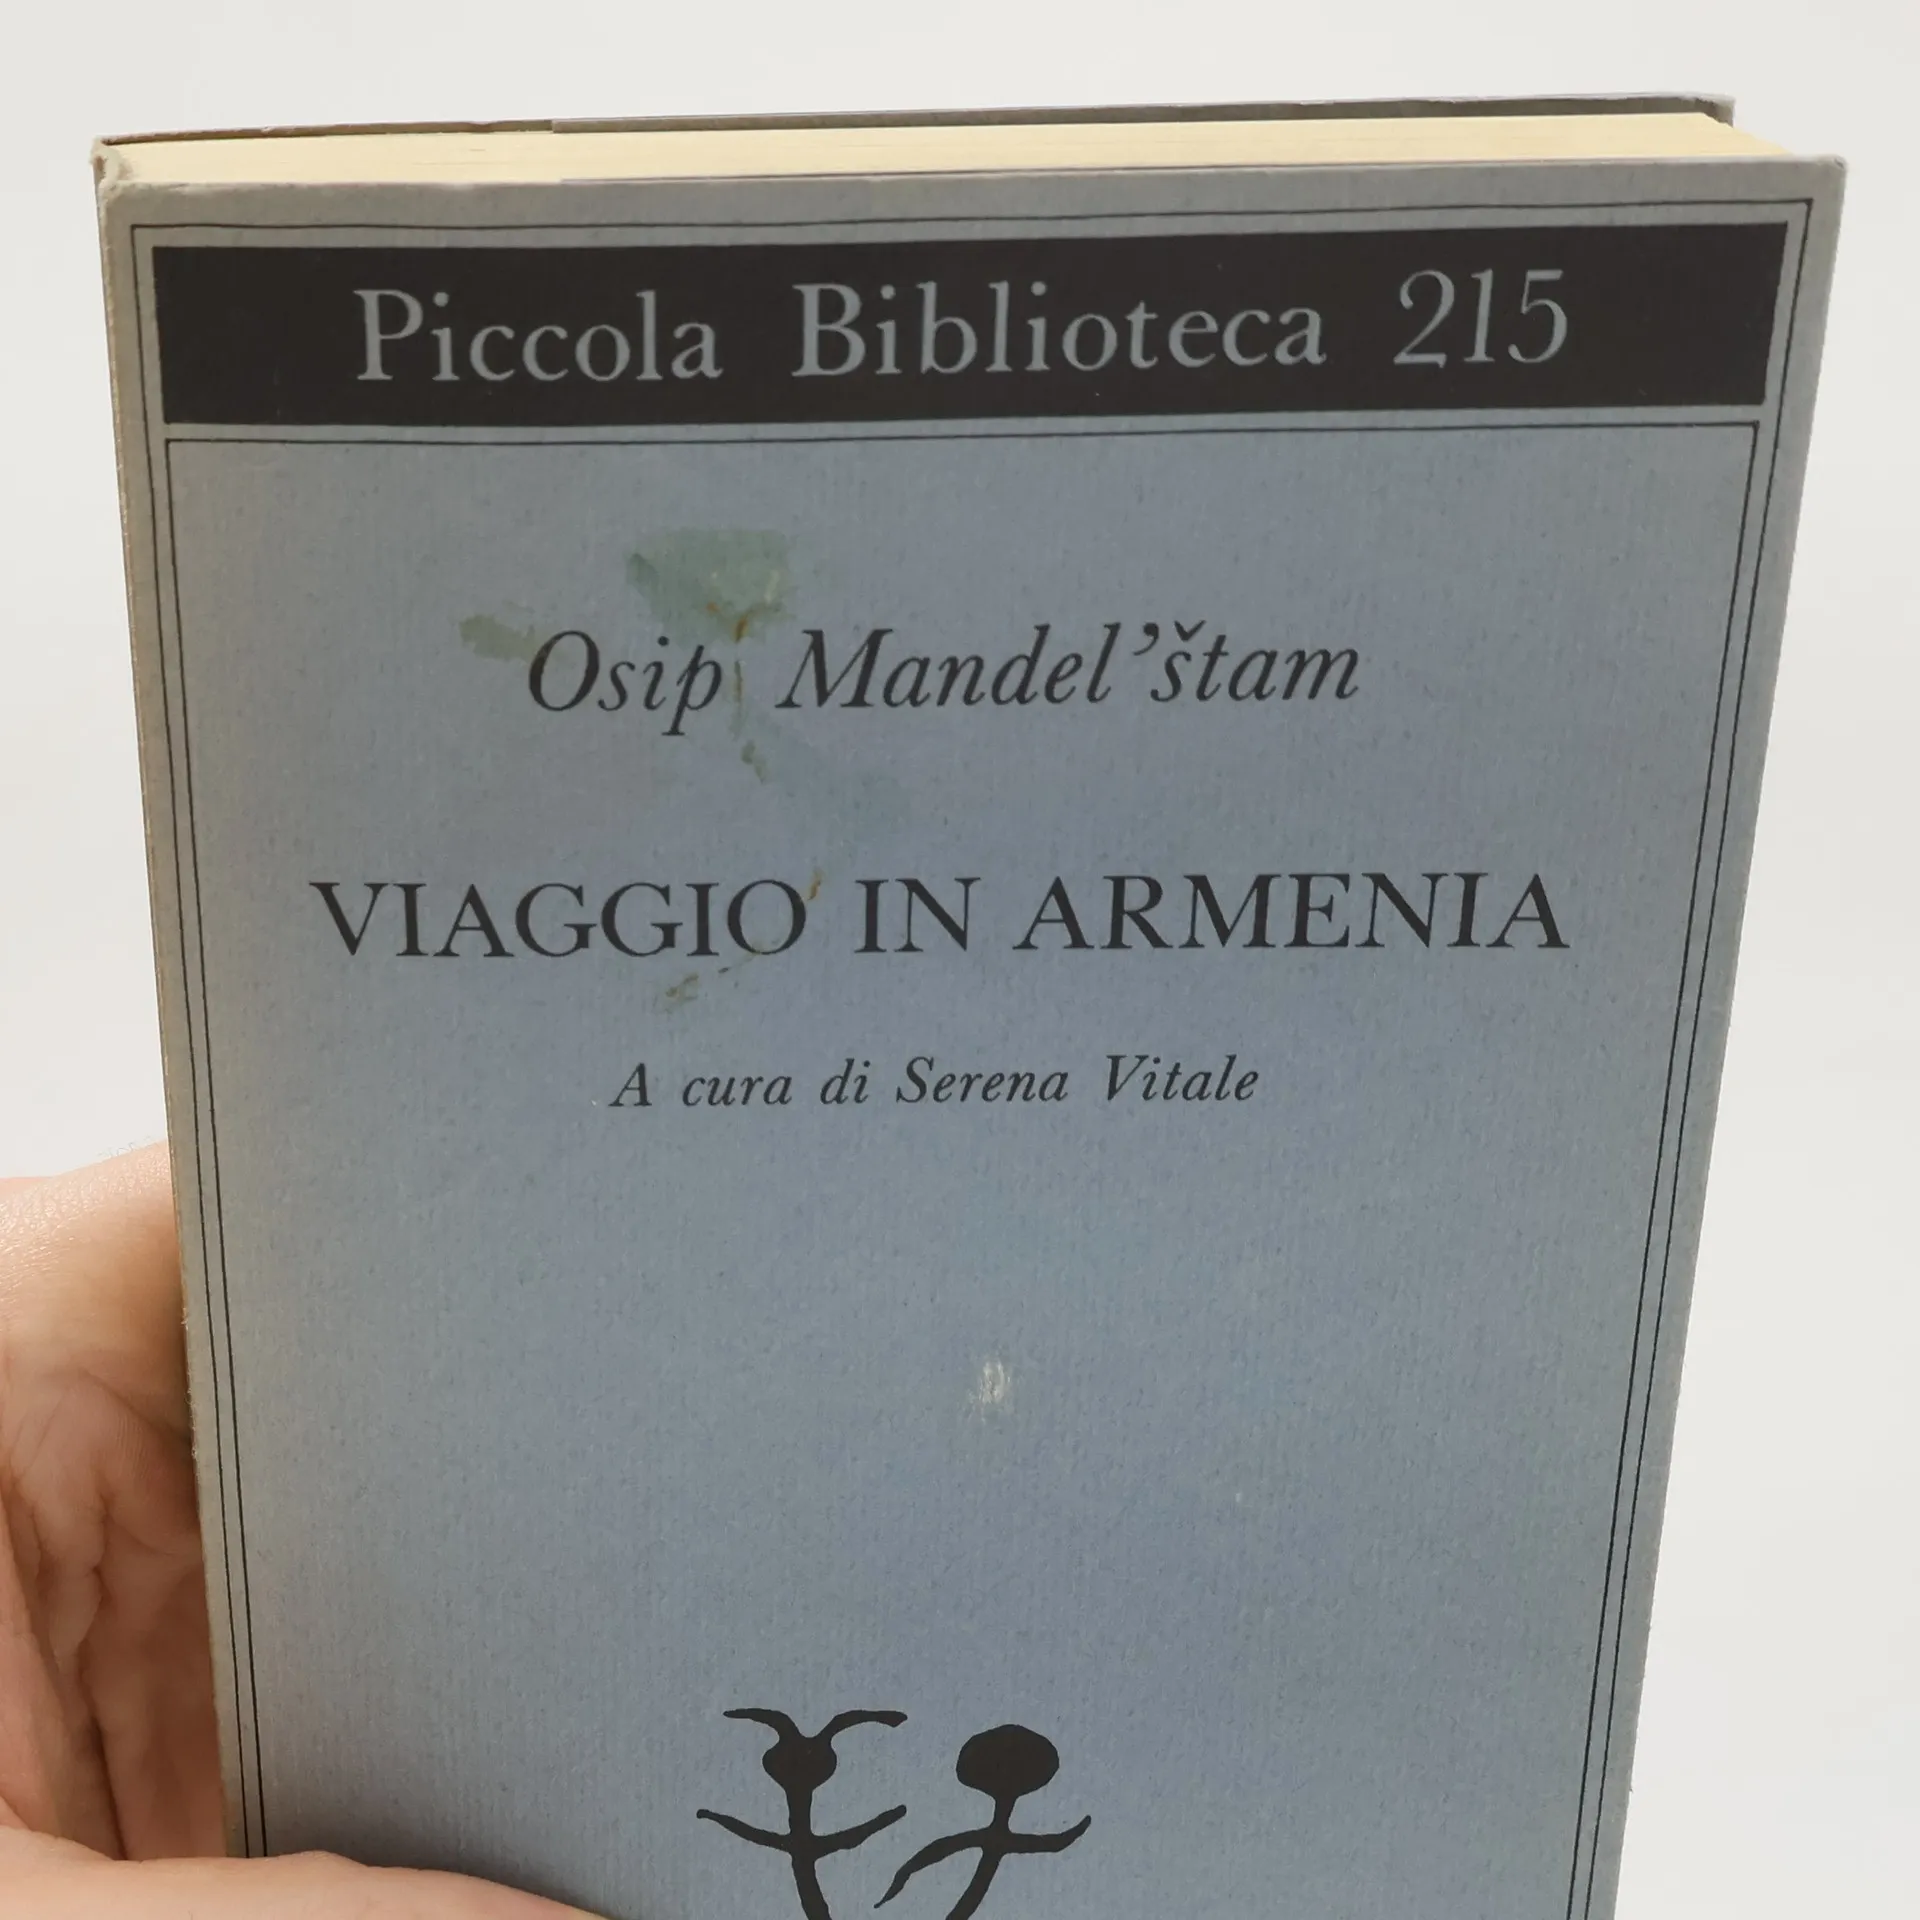 Piccola Biblioteca 215
Osip Mandel’štam
VIAGGIO IN ARMENIA
A cura di Serena Vitale